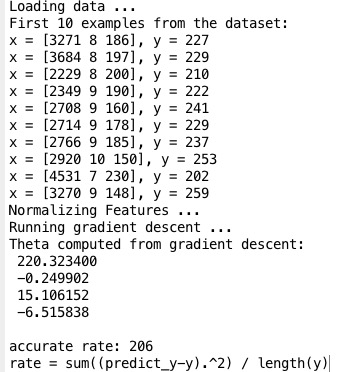 Loading data ...
First 10 examples from the dataset:
x = [3271 8 186], y = 227
x = [3684 8 197], y = 229
x = [2229 8 200], y = 210
x = [2349 9 190], y = 222
x = [2708 9 160], y = 241
x = [2714 9 178], y = 229
x = [2766 9 185], y = 237
x = [2920 10 150], y = 253
x = [4531 7 230], y = 202
x = [3270 9 148], y = 259
Normalizing Features ...
Running gradient descent ...
Theta computed from gradient descent:
220.323400
-0.249902
15.106152
-6.515838
accurate rate: 206
rate = sum((predict_y-y).^2) / length(y)